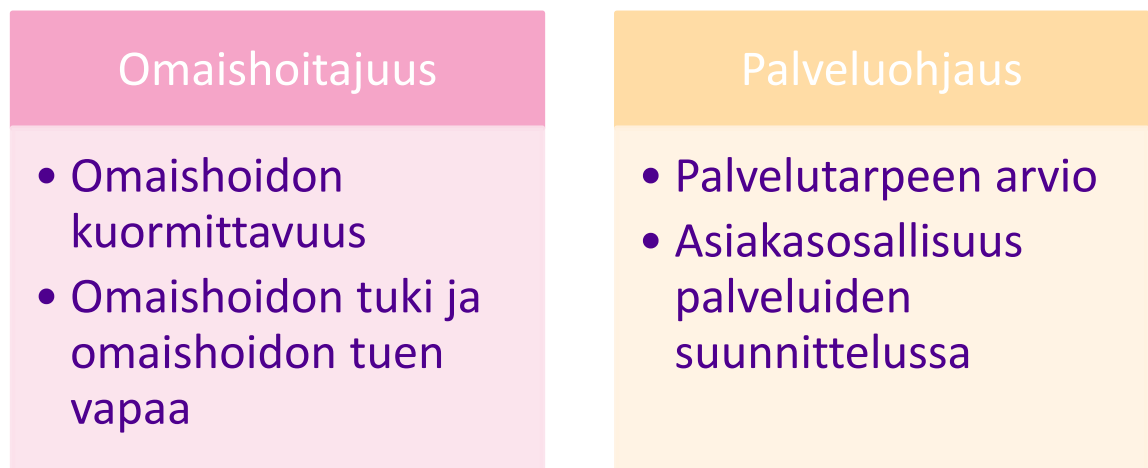 Omaishoitajuus
• Omaishoidon
kuormittavuus
• Omaishoidon tuki ja
omaishoidon tuen
vapaa
Palveluohjaus
• Palvelutarpeen arvio
• Asiakasosallisuus
palveluiden
suunnittelussa